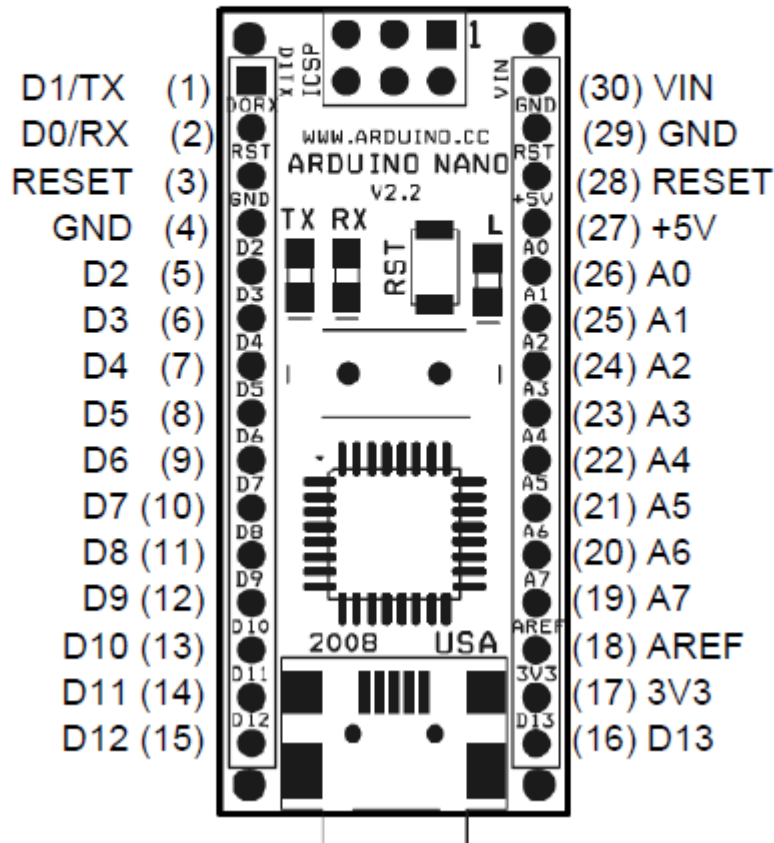 1
D1TX
ICSP
VIN
D1/TX (1)
(30) VIN
D0RX
GND
D0/RX (2)
(29) GND
WWW.ARDUINO.CC
RST
RST
ARDUINO NANO
RESET (3)
(28) RESET
V2.2
GND
+5V
TX RX
L
GND (4)
(27) +5V
D2
A0
RST
D2 (5)
(26) A0
D3
A1
D3 (6)
(25) A1
D4
A2
D4 (7)
(24) A2
D5
A3
D5 (8)
(23) A3
D6
A4
D6 (9)
(22) A4
D7
A5
D7 (10)
(21) A5
D8
A6
D8 (11)
(20) A6
D9
A7
D9 (12)
(19) A7
D10
AREF
2008 USA
D10 (13)
(18) AREF
D11
3V3
D11 (14)
(17) 3V3
D12
D13
D12 (15)
(16) D13